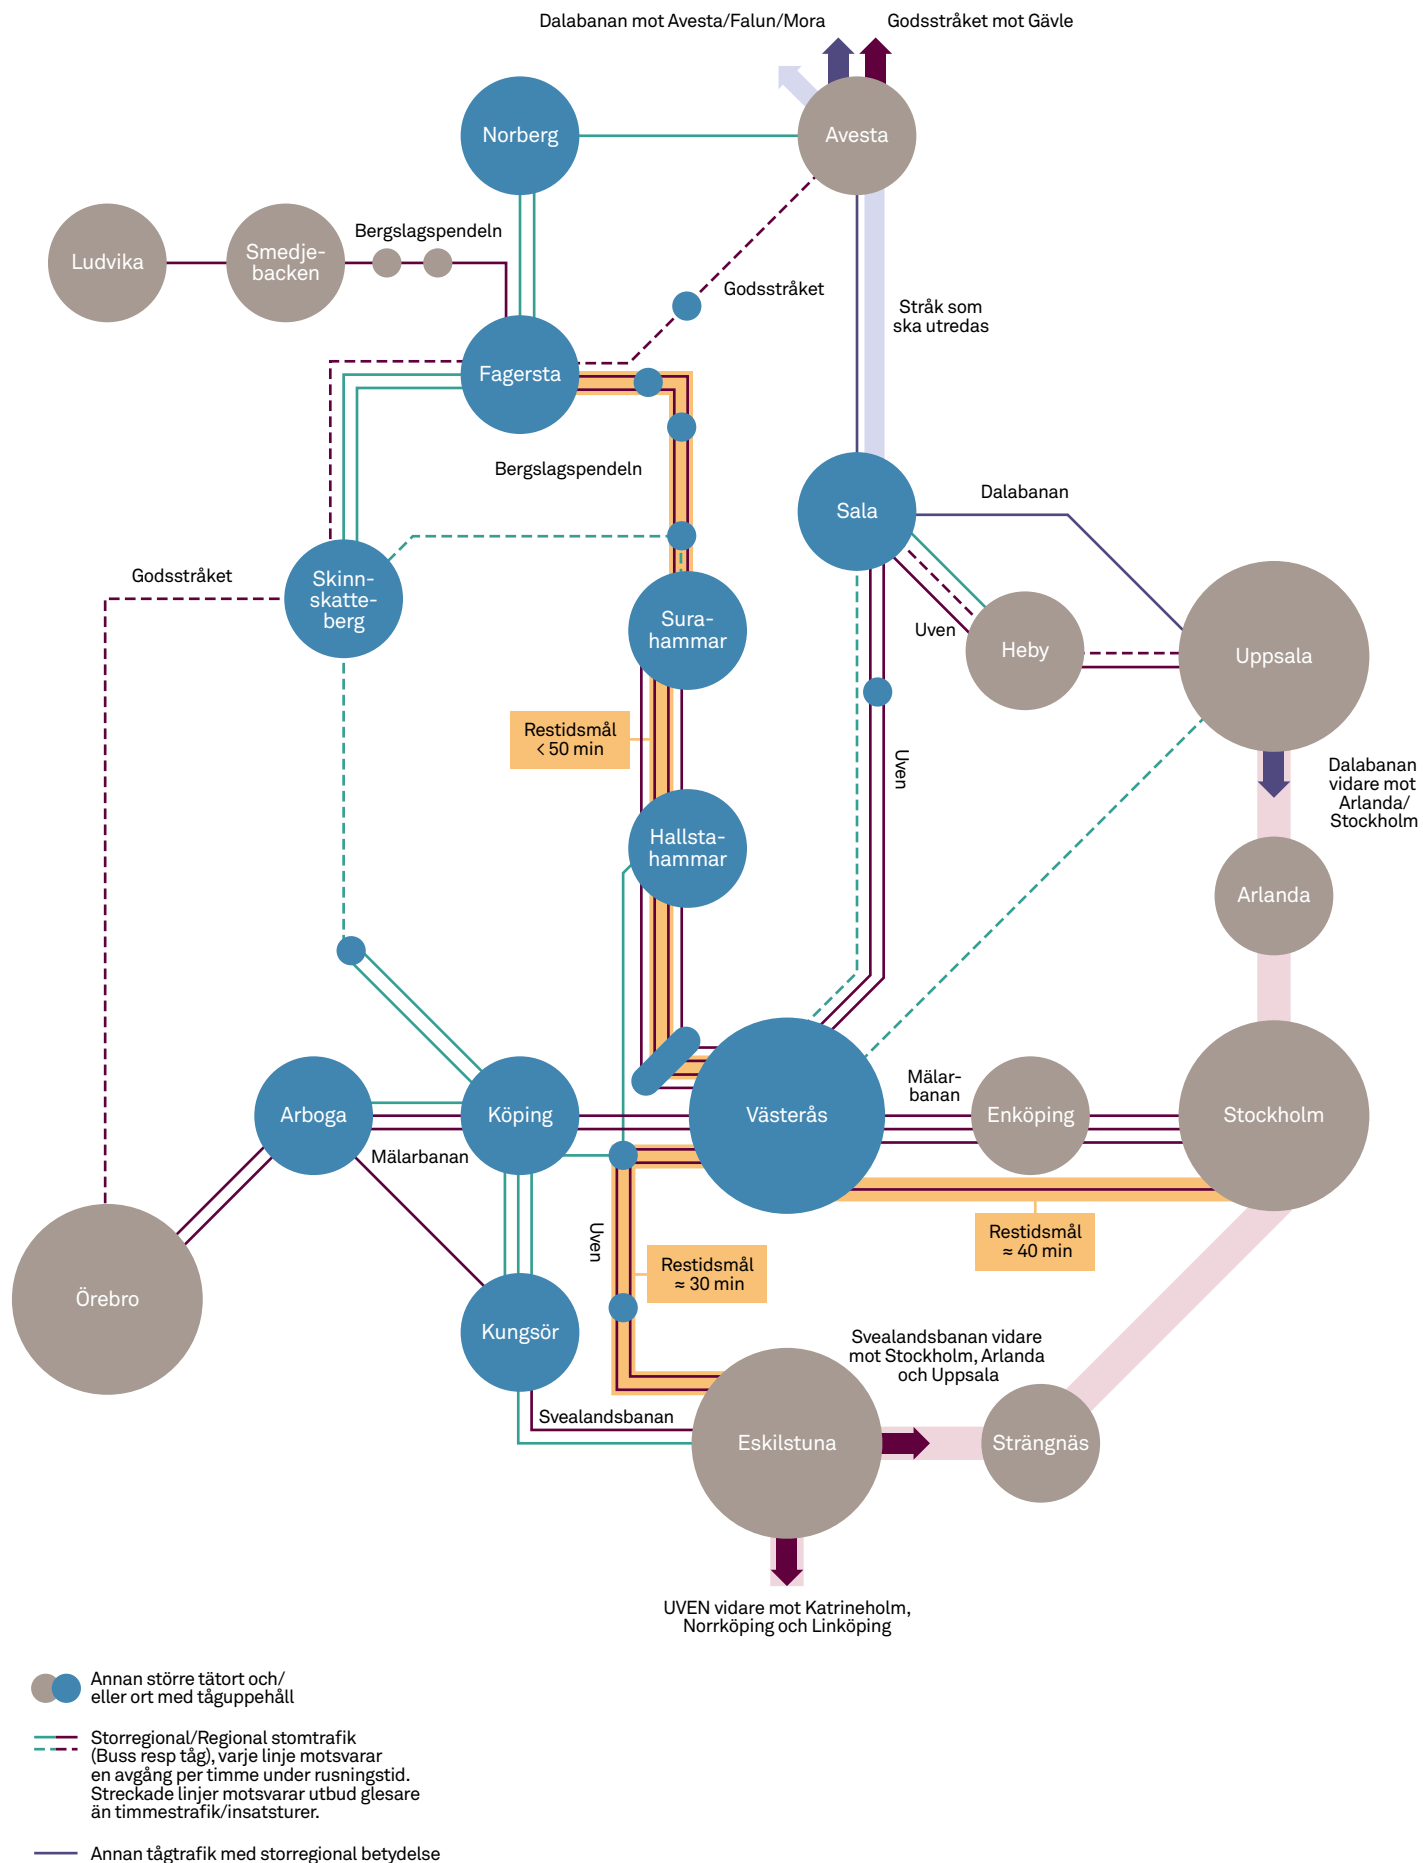 Dalabanan mot Avesta/Falun/Mora
Godsstråket mot Gävle
Norberg
Avesta
Bergslagspendeln
Ludvika
Smedje-
backen
Godsstråket
Stråk som
ska utredas
Fagersta
Bergslagspendeln
Sala
Dalabanan
Godsstråket
Skinn-
skatte-
berg
Sura-
hammar
Uven
Heby
Uppsala
Restidsmål
< 50 min
Uven
Dalabanan
vidare mot
Arlanda/
Stockholm
Hallsta-
hammar
Arlanda
Mälar-
banan
Arboga
Köping
Västerås
Enköping
Stockholm
Mälarbanan
Uven
Restidsmål
≈ 40 min
Restidsmål
≈ 30 min
Örebro
Kungsör
Svealandsbanan vidare
mot Stockholm, Arlanda
och Uppsala
Svealandsbanan
Eskilstuna
Strängnäs
UVEN vidare mot Katrineholm,
Norrköping och Linköping
Annan större tätort och/
eller ort med tåguppehåll
Storregional/Regional stomtrafik
(Buss resp tåg), varje linje motsvarar
en avgång per timme under rusningstid.
Streckade linjer motsvarar utbud glesare
än timmestrafik/insatsturer.
Annan tågtrafik med storregional betydelse